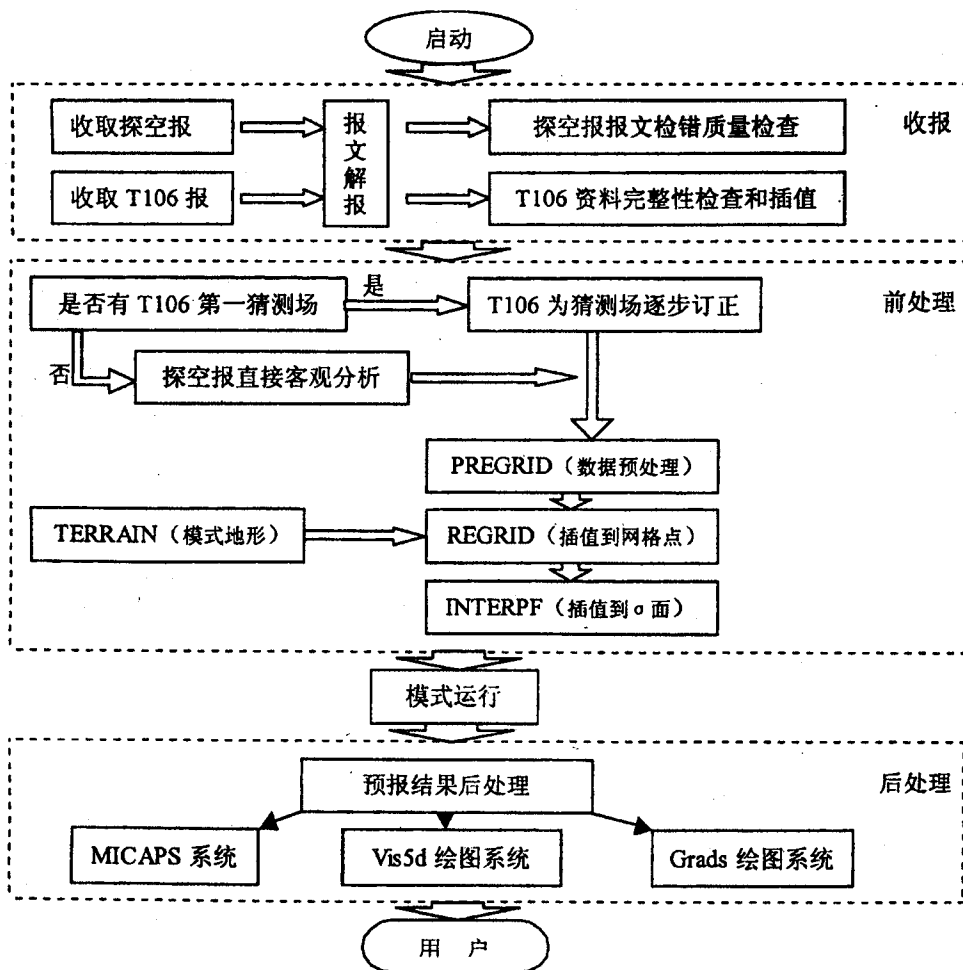 启动
收报
收取探空报
报文解报
探空报报文检错质量检查
收取 T106 报
T106 资料完整性检查和插值
前处理
是否有 T106 第一猜测场
是
T106 为猜测场逐步订正
否
探空报直接客观分析
PREGRID（数据预处理）
TERRAIN（模式地形）
REGRID（插值到网格点）
INTERPF（插值到σ面）
模式运行
后处理
预报结果后处理
MICAPS 系统
Vis5d 绘图系统
Grads 绘图系统
用 户